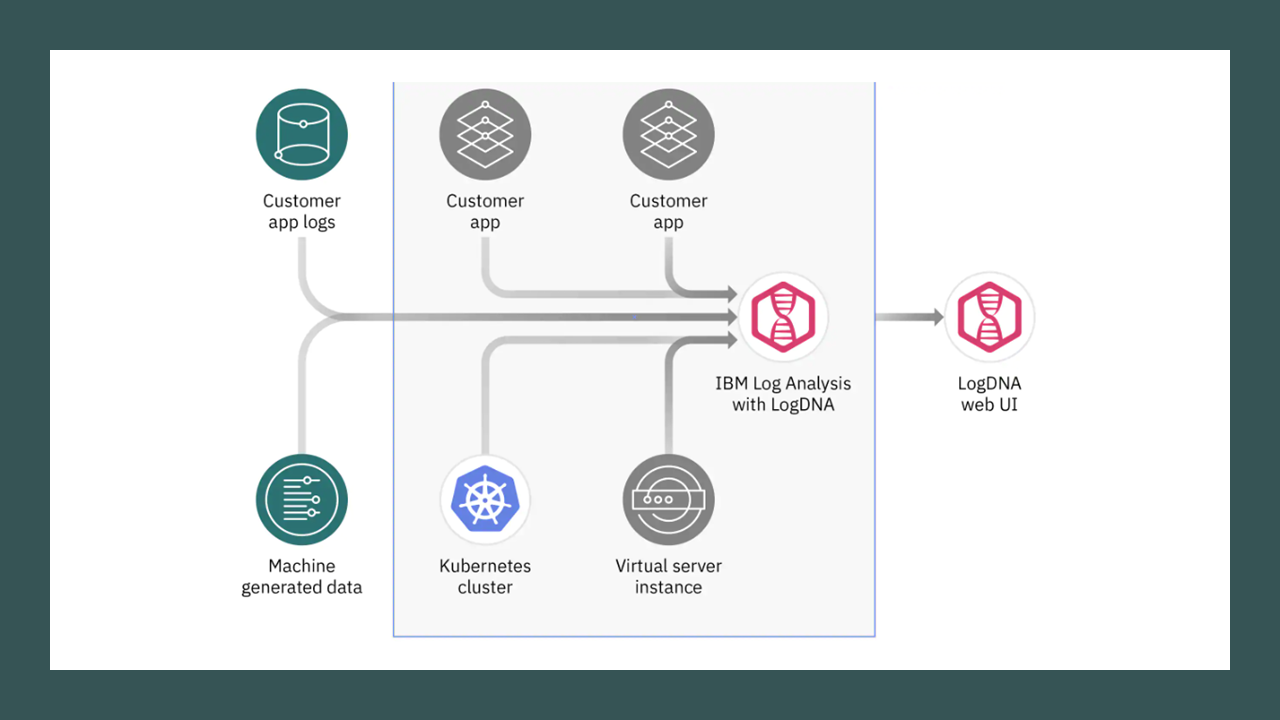 Customer
app logs
Customer
app
Customer
app
IBM Log Analysis
with LogDNA
LogDNA
web UI
Machine
generated data
Kubernetes
cluster
Virtual server
instance